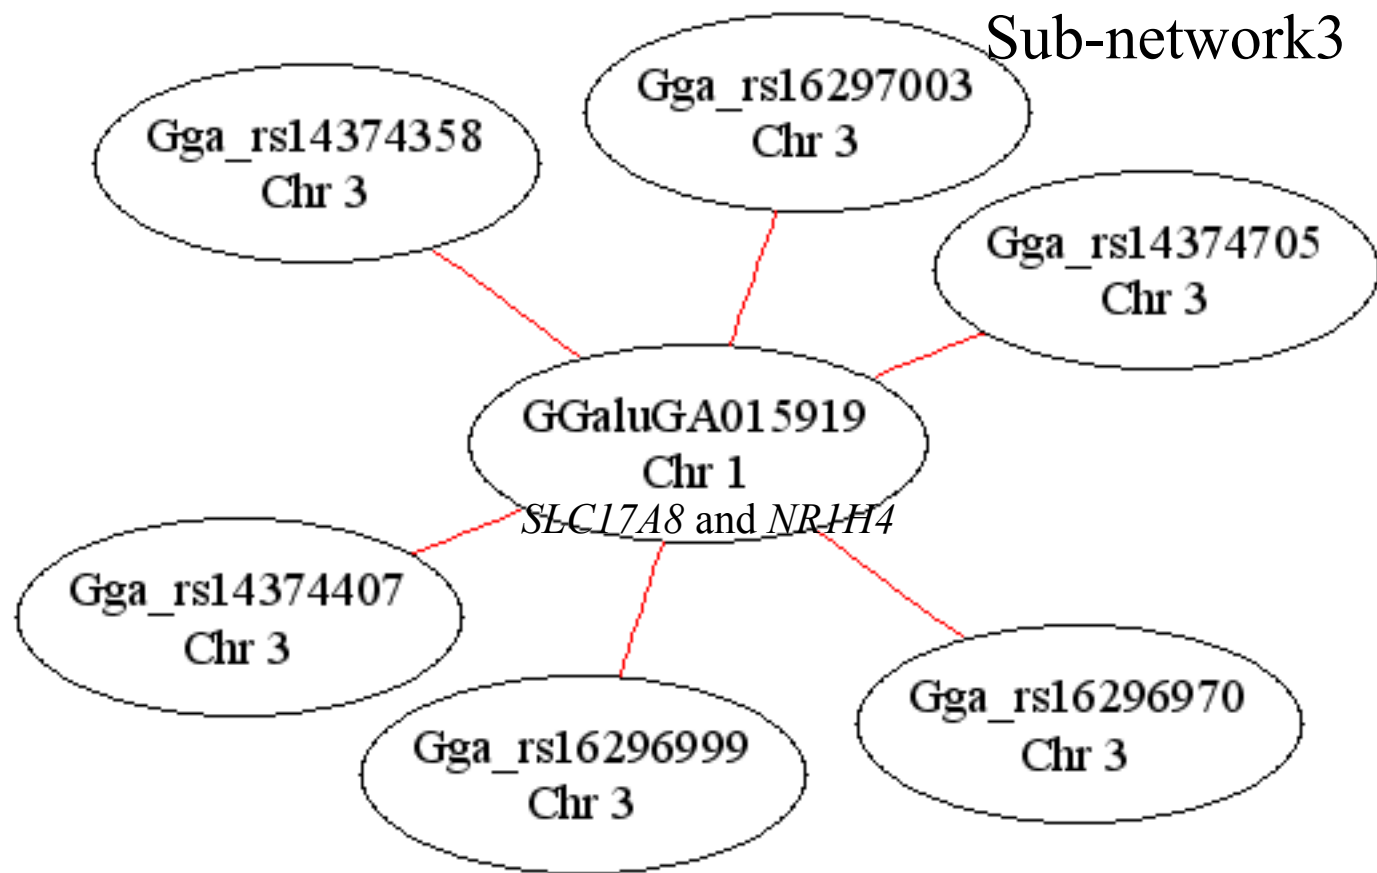 Sub-network3
Gga_rs16297003
Chr 3
Gga_rs14374358
Chr 3
Gga_rs14374705
Chr 3
GGaluGA015919
Chr 1
SLC17A8 and NR1H4
Gga_rs14374407
Chr 3
Gga_rs16296970
Chr 3
Gga_rs16296999
Chr 3